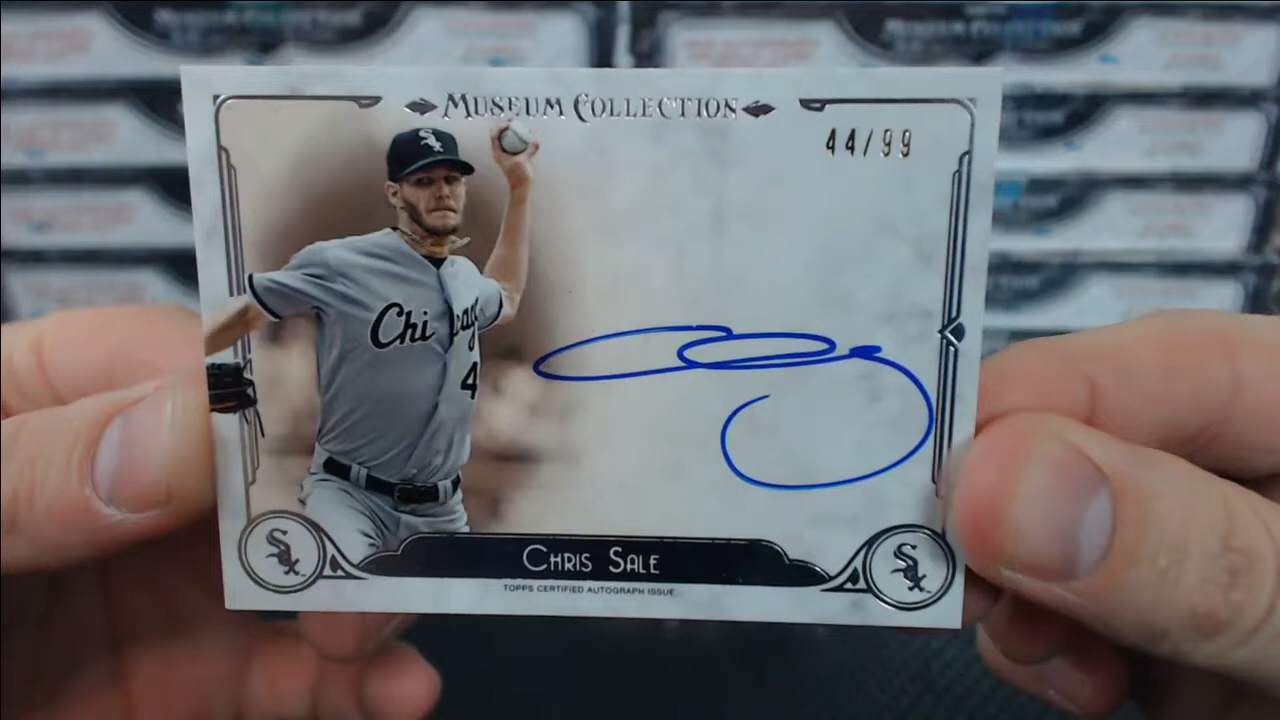 MUSEUM COLLECTION
44/99
Chicago
4
CHRIS SALE
TOPPS CERTIFIED AUTOGRAPH ISSUE